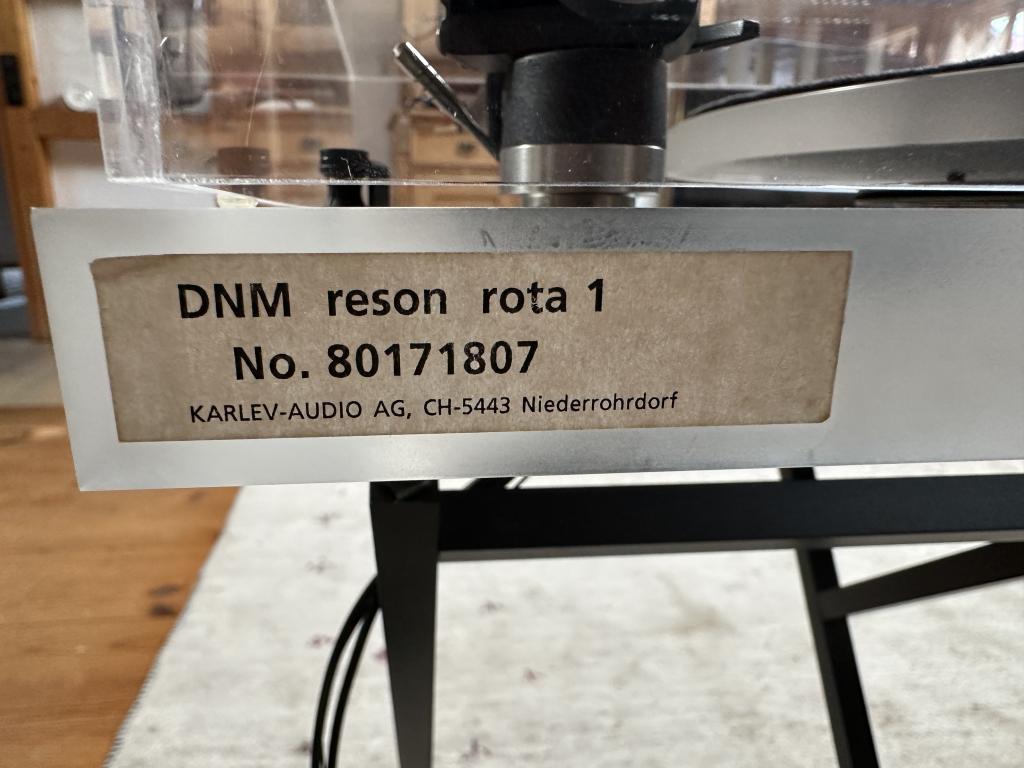 DNM reson rota 1
No. 80171807
KARLEV-AUDIO AG, CH-5443 Niederrohrdorf